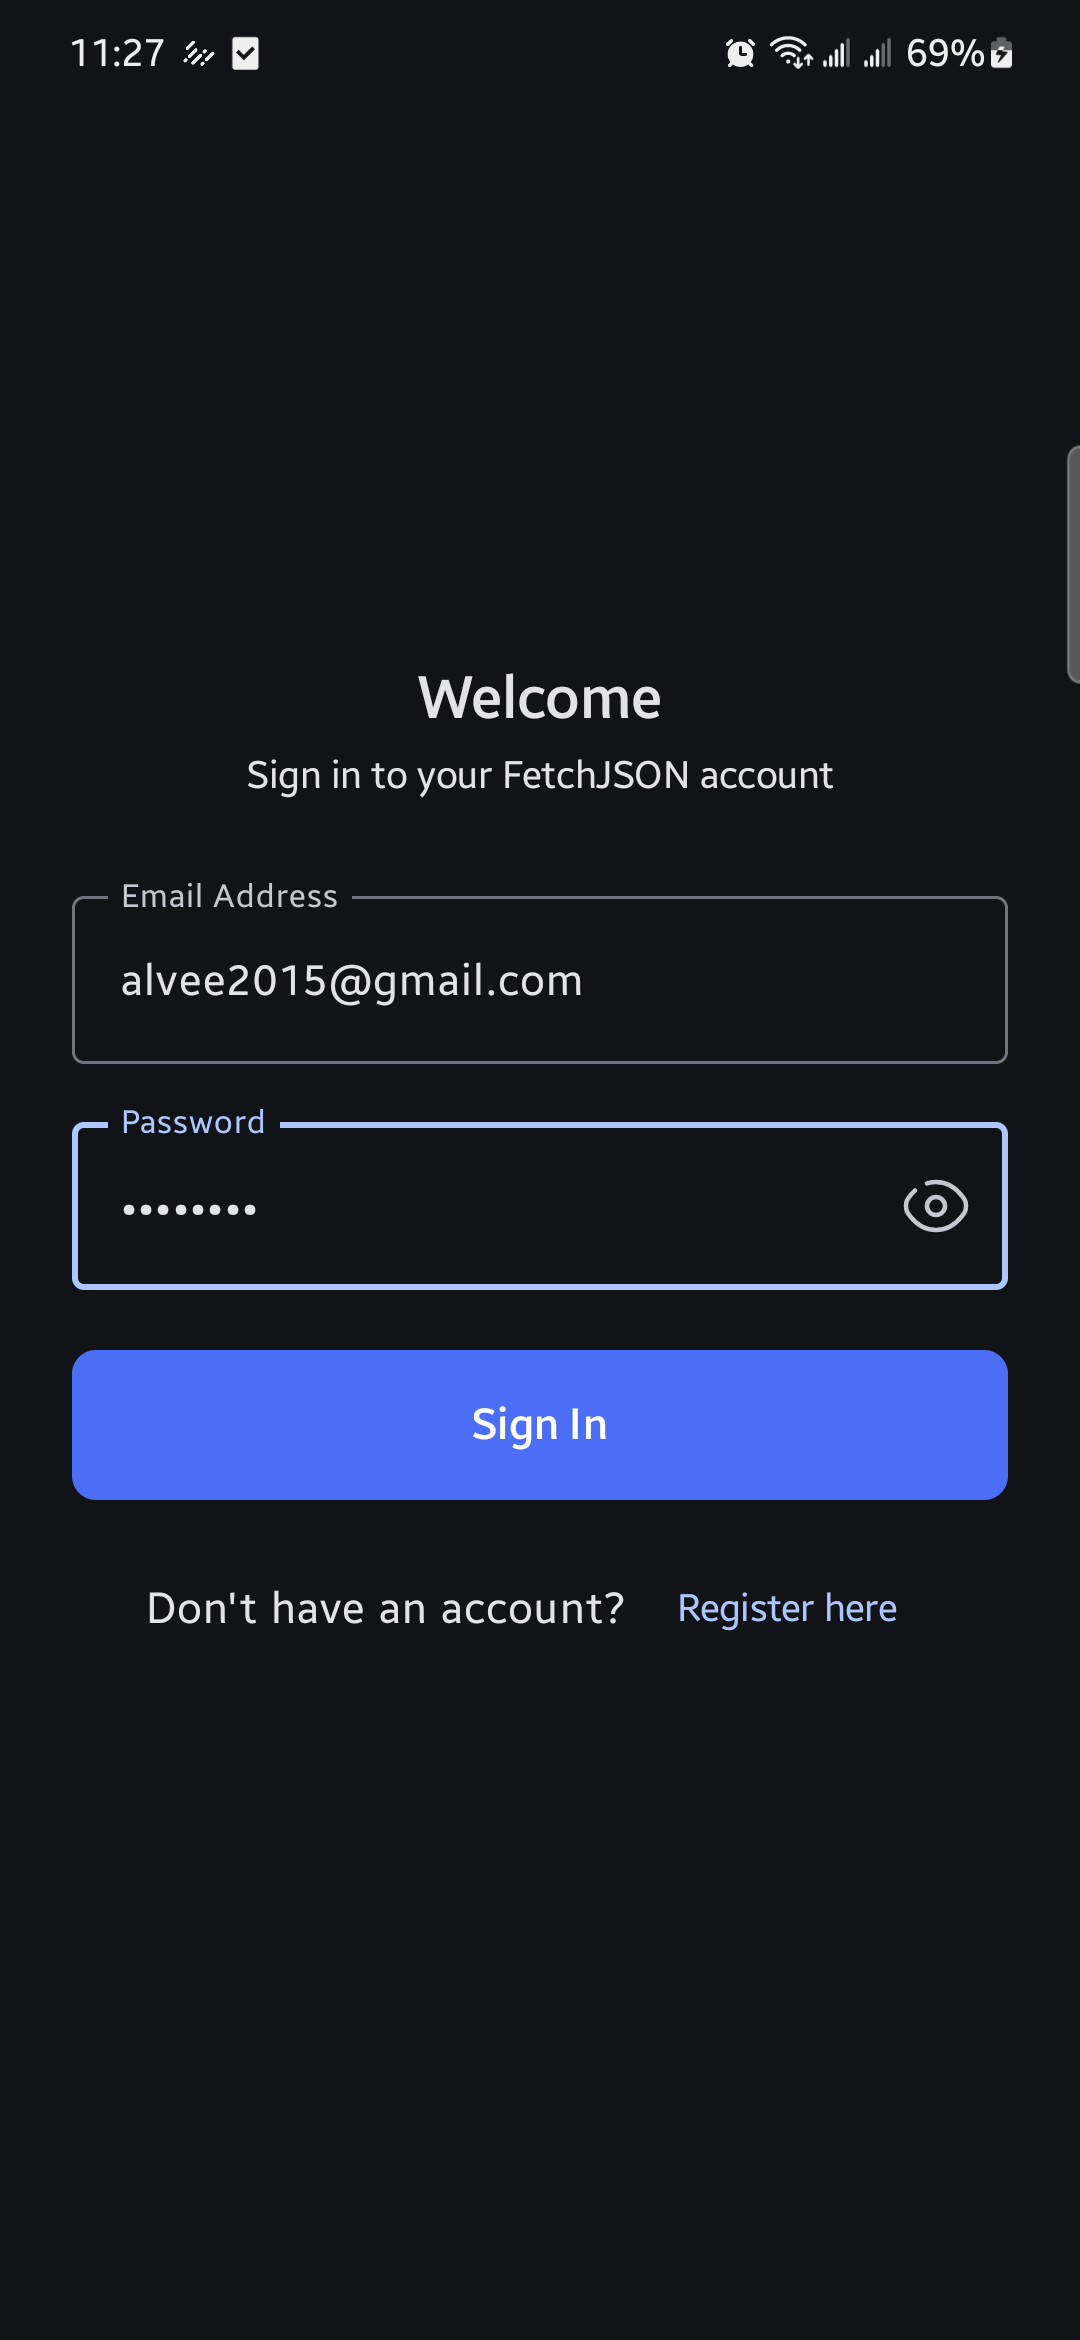 11:27
69%
Welcome
Sign in to your FetchJSON account
Email Address
alvee2015@gmail.com
Password
••••••••
Sign In
Don't have an account? Register here